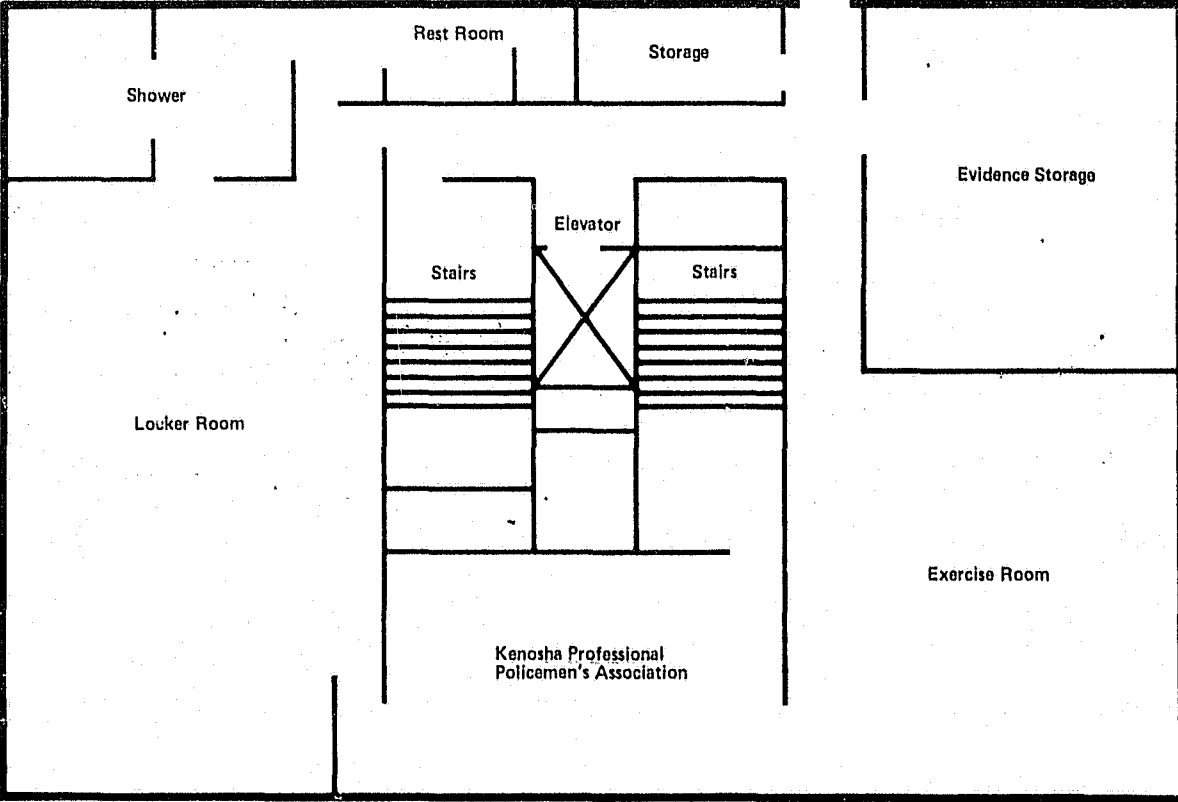 Rest Room
Storage
Shower
Evidence Storage
Elevator
Stairs
Stairs
Locker Room
Exercise Room
Kenosha Professional
Policemen's Association